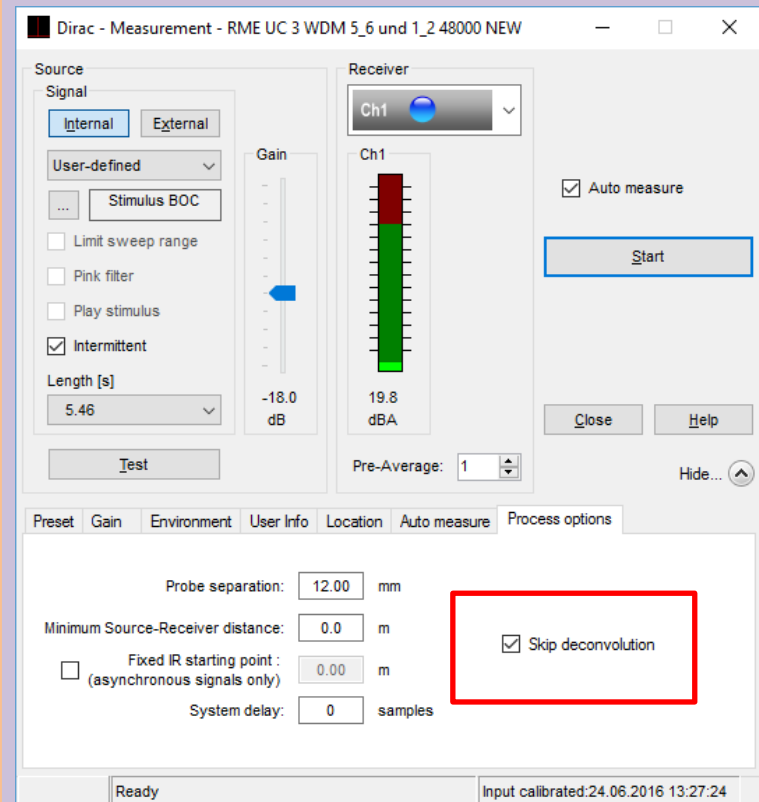 Dirac - Measurement - RME UC 3 WDM 5_6 und 1_2 48000 NEW
Source
Signal
Internal External
User-defined
... Stimulus BOC
Limit sweep range
Pink filter
Play stimulus
Intermittent
Length [s]
5.46
Test
Gain
-18.0
dB
Receiver
Ch1
Ch1
19.8
dBA
Pre-Average: 1
Auto measure
Start
Close Help
Hide...
Preset Gain Environment User Info Location Auto measure Process options
Probe separation: 12.00 mm
Minimum Source-Receiver distance: 0.0 m
Fixed IR starting point :
(asynchronous signals only) 0.00 m
System delay: 0 samples
Skip deconvolution
Ready Input calibrated:24.06.2016 13:27:24